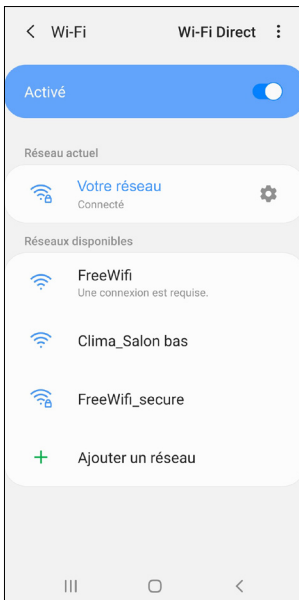 Wi-Fi Wi-Fi Direct
Activé
Réseau actuel
Votre réseau
Connecté
Réseaux disponibles
FreeWifi
Une connexion est requise.
Clima_Salon bas
FreeWifi_secure
Ajouter un réseau